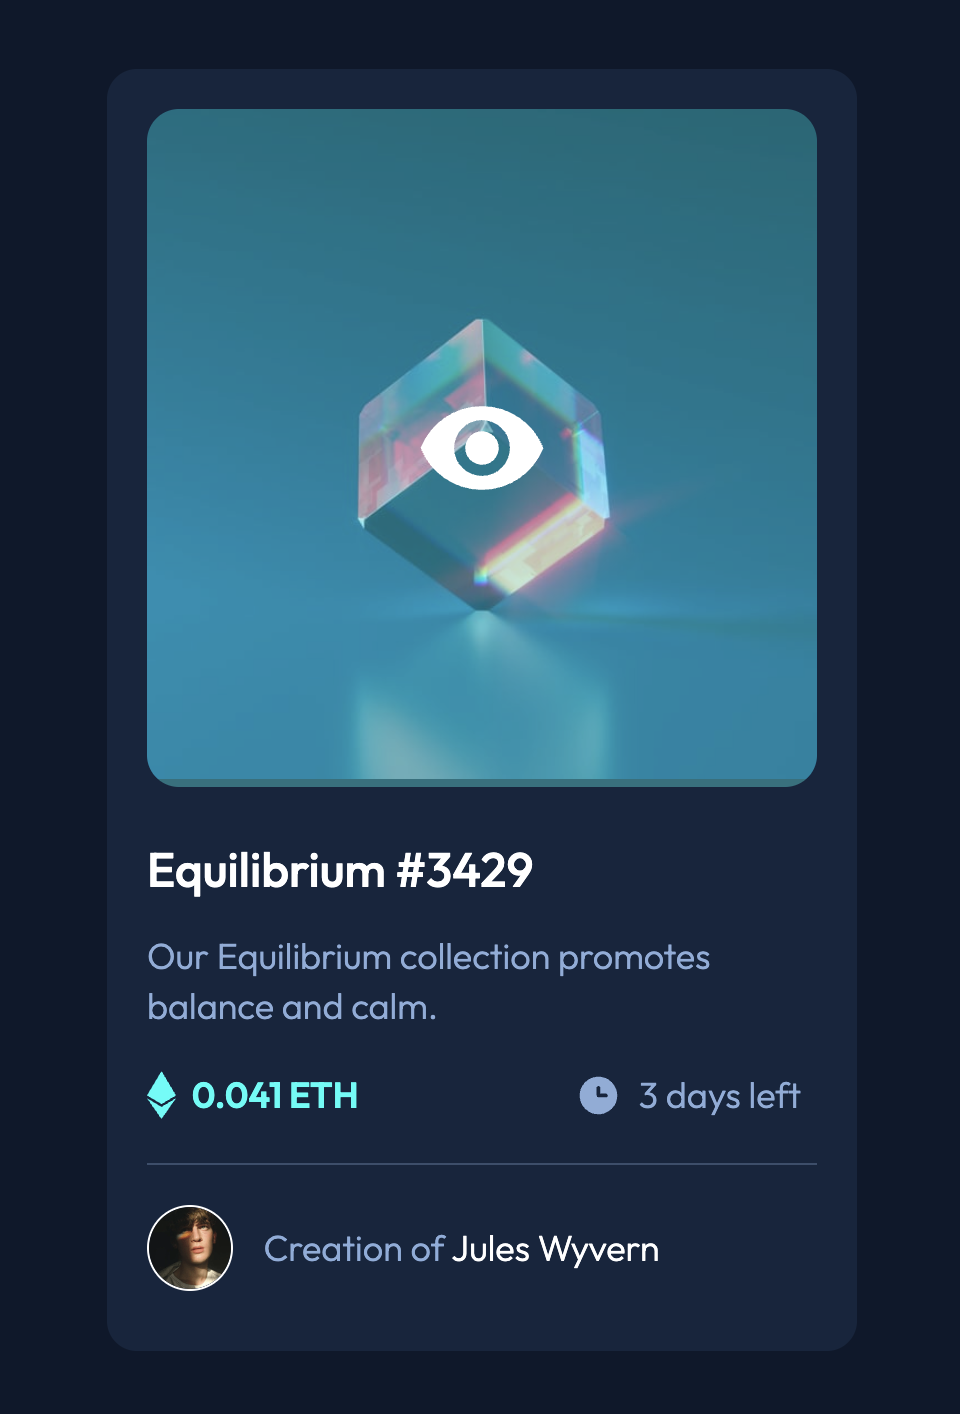 Equilibrium #3429
Our Equilibrium collection promotes
balance and calm.
0.041 ETH
3 days left
Creation of Jules Wyvern